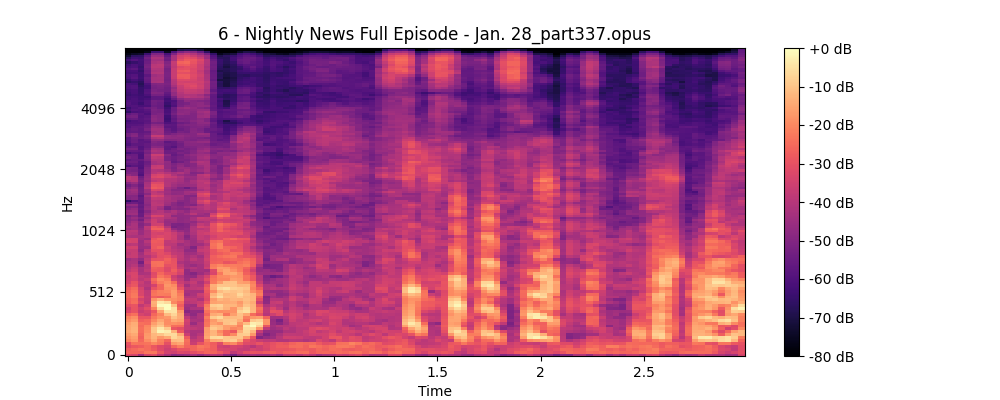 6 - Nightly News Full Episode - Jan. 28_part337.opus
+0 dB
-10 dB
-20 dB
-30 dB
-40 dB
-50 dB
-60 dB
-70 dB
-80 dB
Hz
4096
2048
1024
512
0
0
0.5
1
1.5
2
2.5
Time